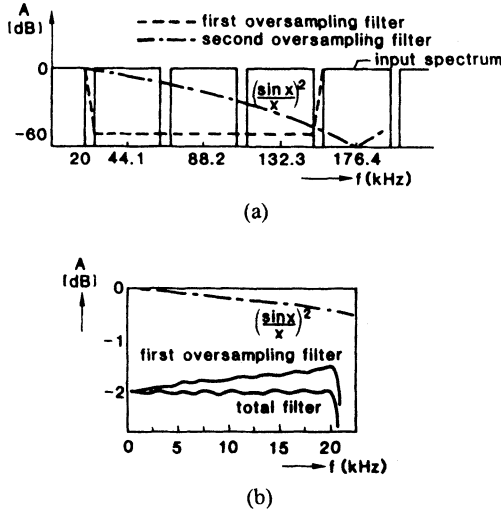 A
[dB]
first oversampling filter
second oversampling filter
input spectrum
0
(sin x / x)²
-60
20 44.1 88.2 132.3 176.4
f (kHz)
(a)
A
[dB]
0
(sinx / x)²
-1
first oversampling filter
-2
total filter
0 5 10 15 20
f (kHz)
(b)